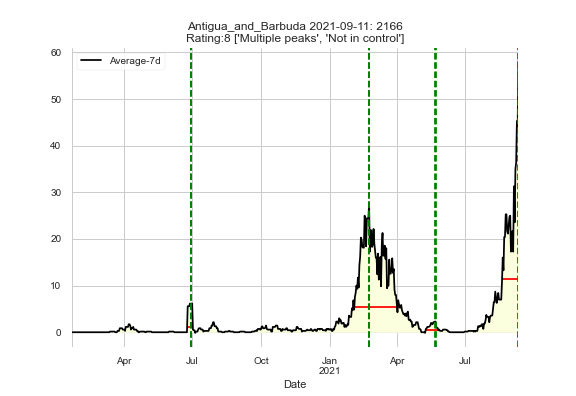 Antigua_and_Barbuda 2021-09-11: 2166
Rating:8 ['Multiple peaks', 'Not in control']
Average-7d
60
50
40
30
20
10
0
Apr Jul Oct Jan Apr Jul
2021
Date